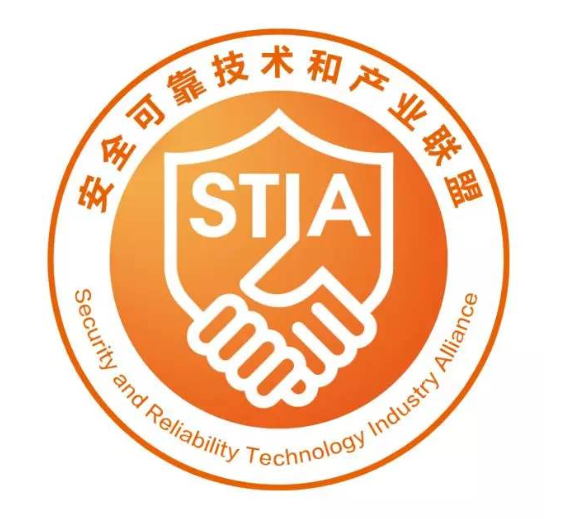 安全可靠技术和产业联盟
STIA
Security and Reliability Technology Industry Alliance